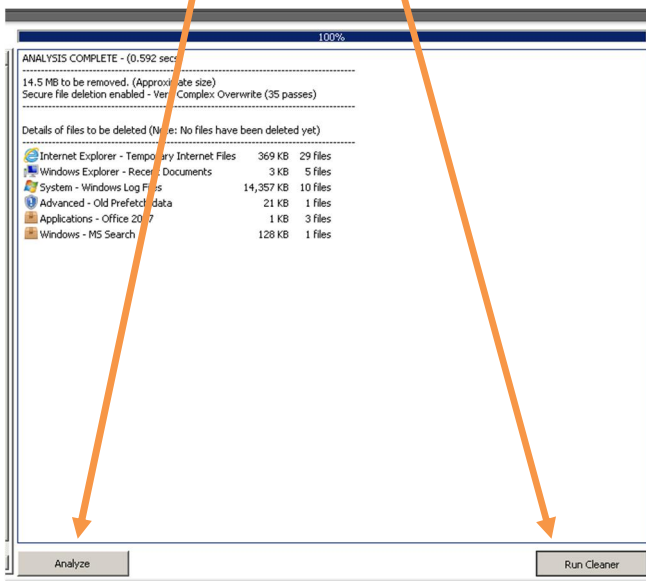 100%
ANALYSIS COMPLETE - (0.592 secs)
14.5 MB to be removed. (Approximate size)
Secure file deletion enabled - Very Complex Overwrite (35 passes)
Details of files to be deleted (Note: No files have been deleted yet)
Internet Explorer - Temporary Internet Files 369 KB 29 files
Windows Explorer - Recent Documents 3 KB 5 files
System - Windows Log Files 14,357 KB 10 files
Advanced - Old Prefetch data 21 KB 1 files
Applications - Office 2007 1 KB 3 files
Windows - MS Search 128 KB 1 files
Analyze Run Cleaner